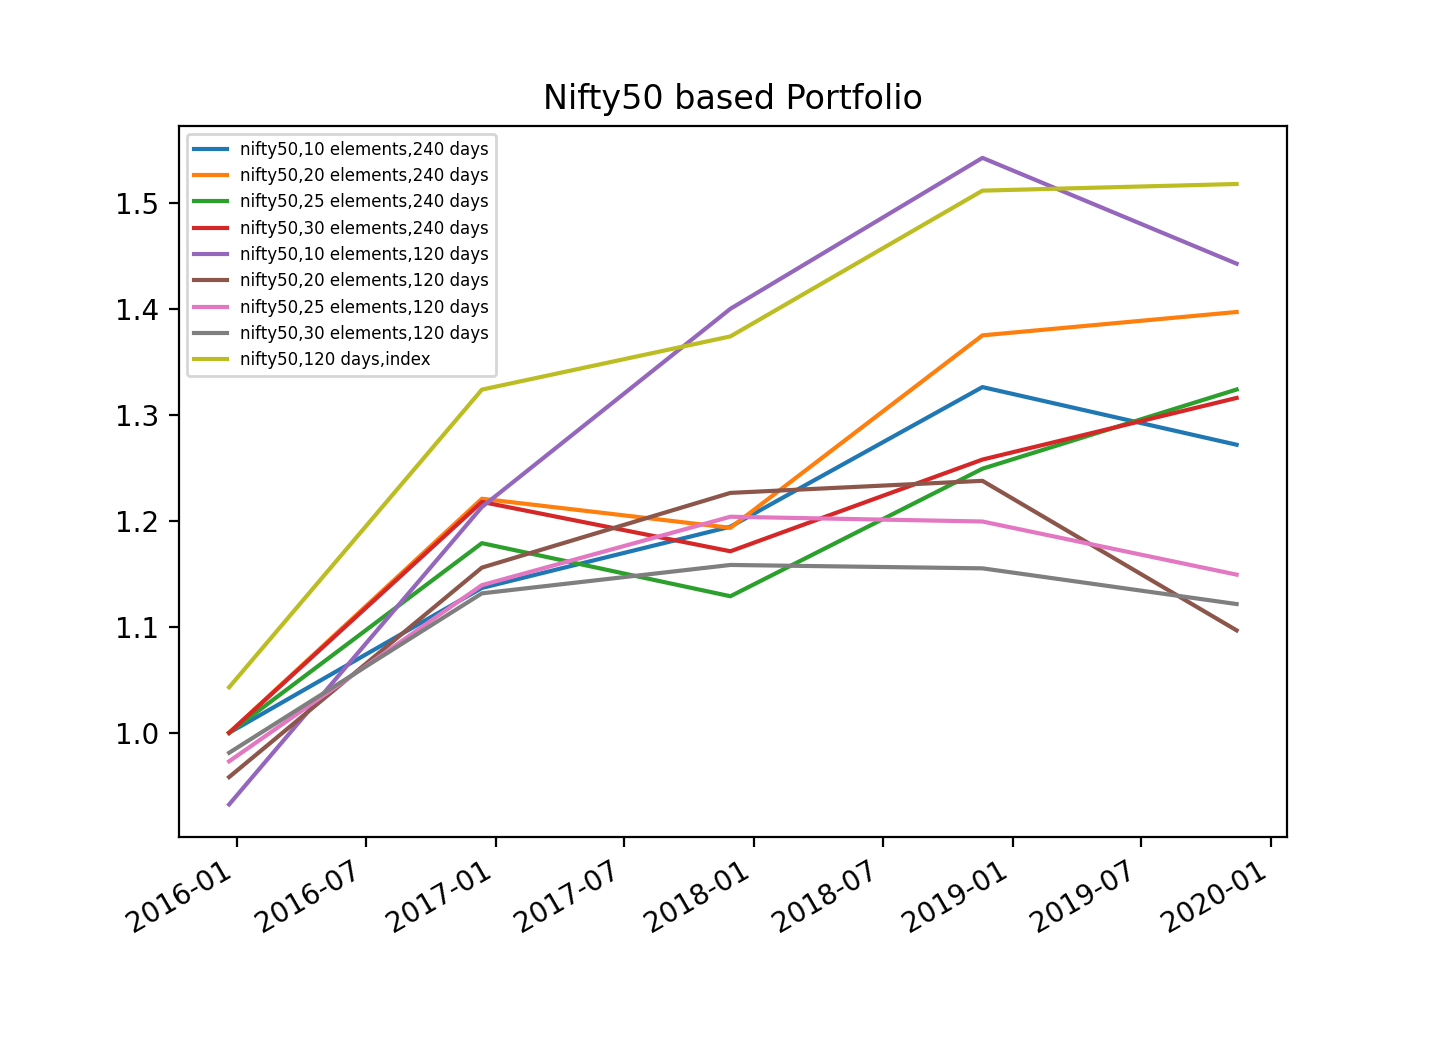 Nifty50 based Portfolio
nifty50,10 elements,240 days
nifty50,20 elements,240 days
nifty50,25 elements,240 days
nifty50,30 elements,240 days
nifty50,10 elements,120 days
nifty50,20 elements,120 days
nifty50,25 elements,120 days
nifty50,30 elements,120 days
nifty50,120 days,index
1.5
1.4
1.3
1.2
1.1
1.0
2016-01
2016-07
2017-01
2017-07
2018-01
2018-07
2019-01
2019-07
2020-01